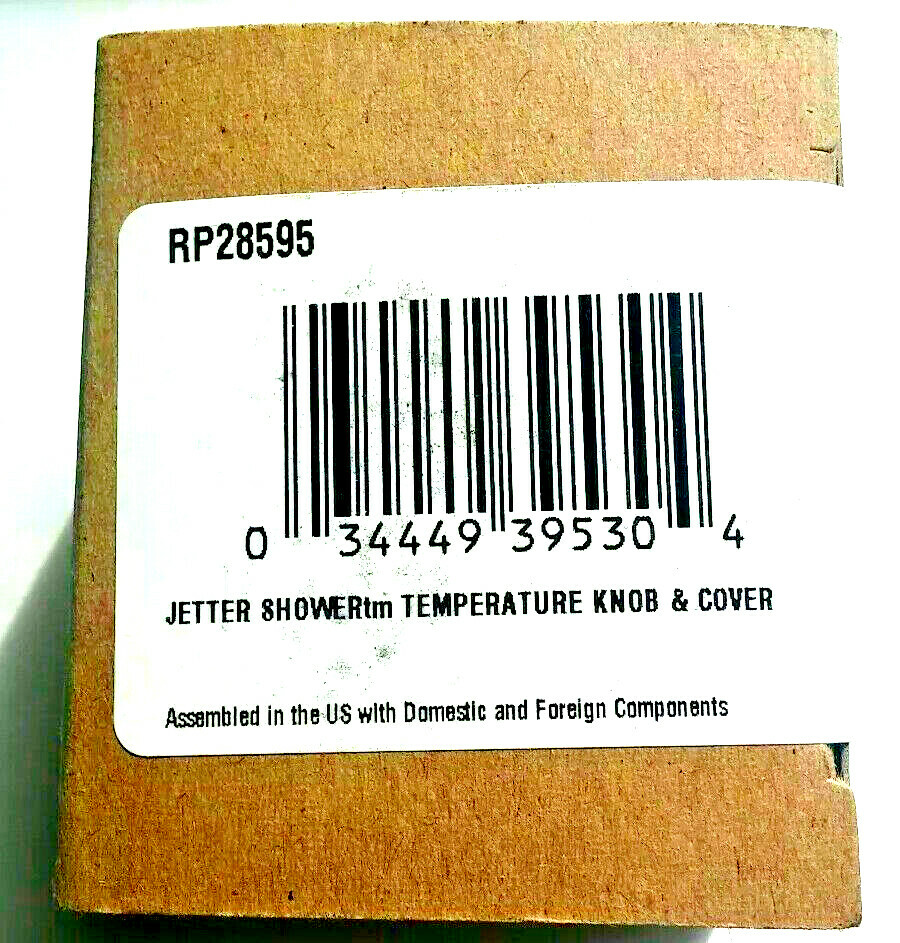 RP28595
0 34449 39530 4
JETTER SHOWERtm TEMPERATURE KNOB & COVER
Assembled in the US with Domestic and Foreign Components